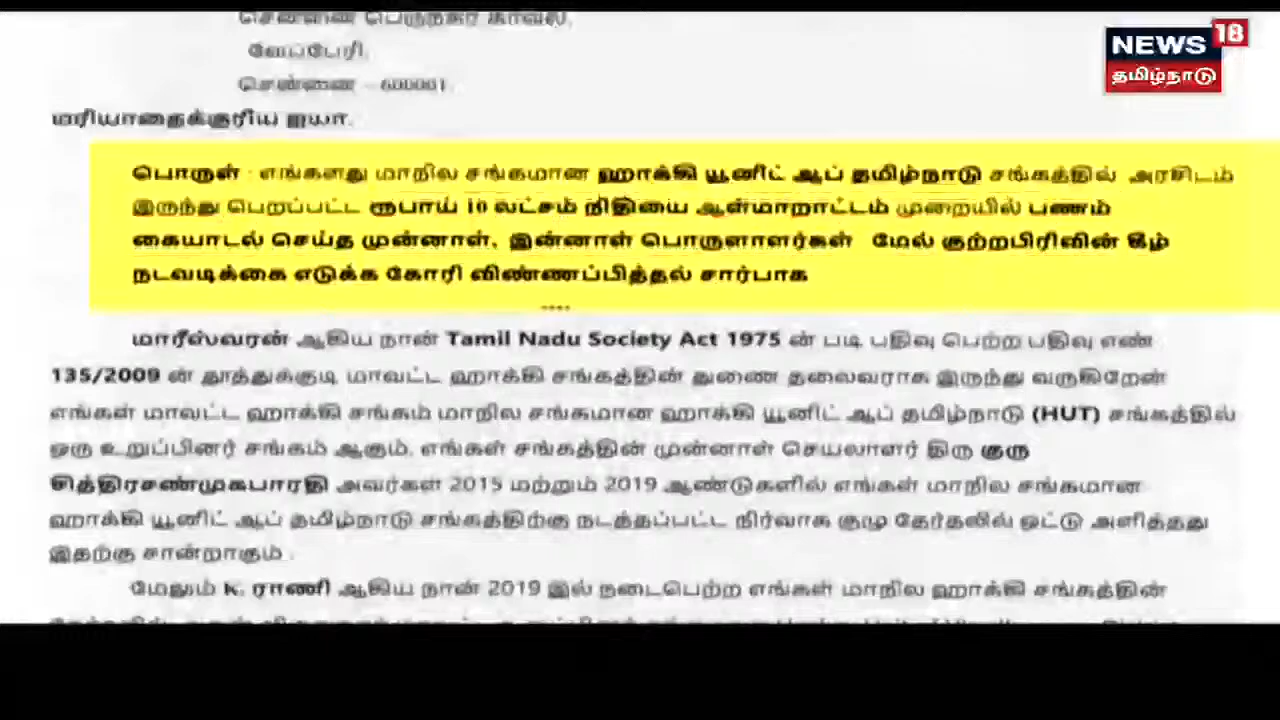 சென்னை பெருநகர காவல்,
வேப்பேரி,
சென்னை - 600001.
NEWS 18
தமிழ்நாடு
மரியாதைக்குரிய ஐயா,
பொருள் : எங்களது மாநில சங்கமான ஹாக்கி யூனிட் ஆப் தமிழ்நாடு சங்கத்தில் அரசிடம்
இருந்து பெறப்பட்ட ரூபாய் 10 லட்சம் நிதியை ஆள்மாறாட்டம் முறையில் பணம்
கையாடல் செய்த முன்னாள், இன்னாள் பொருளாளர்கள் மேல் குற்றபிரிவின் கீழ்
நடவடிக்கை எடுக்க கோரி விண்ணப்பித்தல் சார்பாக
....
மாரீஸ்வரன் ஆகிய நான் Tamil Nadu Society Act 1975 ன் படி பதிவு பெற்ற பதிவு எண்
135/2009 ன் தூத்துக்குடி மாவட்ட ஹாக்கி சங்கத்தின் துணை தலைவராக இருந்து வருகிறேன்
எங்கள் மாவட்ட ஹாக்கி சங்கம் மாநில சங்கமான ஹாக்கி யூனிட் ஆப் தமிழ்நாடு (HUT) சங்கத்தில்
ஒரு உறுப்பினர் சங்கம் ஆகும். எங்கள் சங்கத்தின் முன்னாள் செயலாளர் திரு குரு
சித்திரசண்முகபாரதி அவர்கள் 2015 மற்றும் 2019 ஆண்டுகளில் எங்கள் மாநில சங்கமான
ஹாக்கி யூனிட் ஆப் தமிழ்நாடு சங்கத்திற்கு நடத்தப்பட்ட நிர்வாக குழு தேர்தலில் ஓட்டு அளித்தது
இதற்கு சான்றாகும் .
மேலும் K. ராணி ஆகிய நான் 2019 இல் நடைபெற்ற எங்கள் மாநில ஹாக்கி சங்கத்தின்